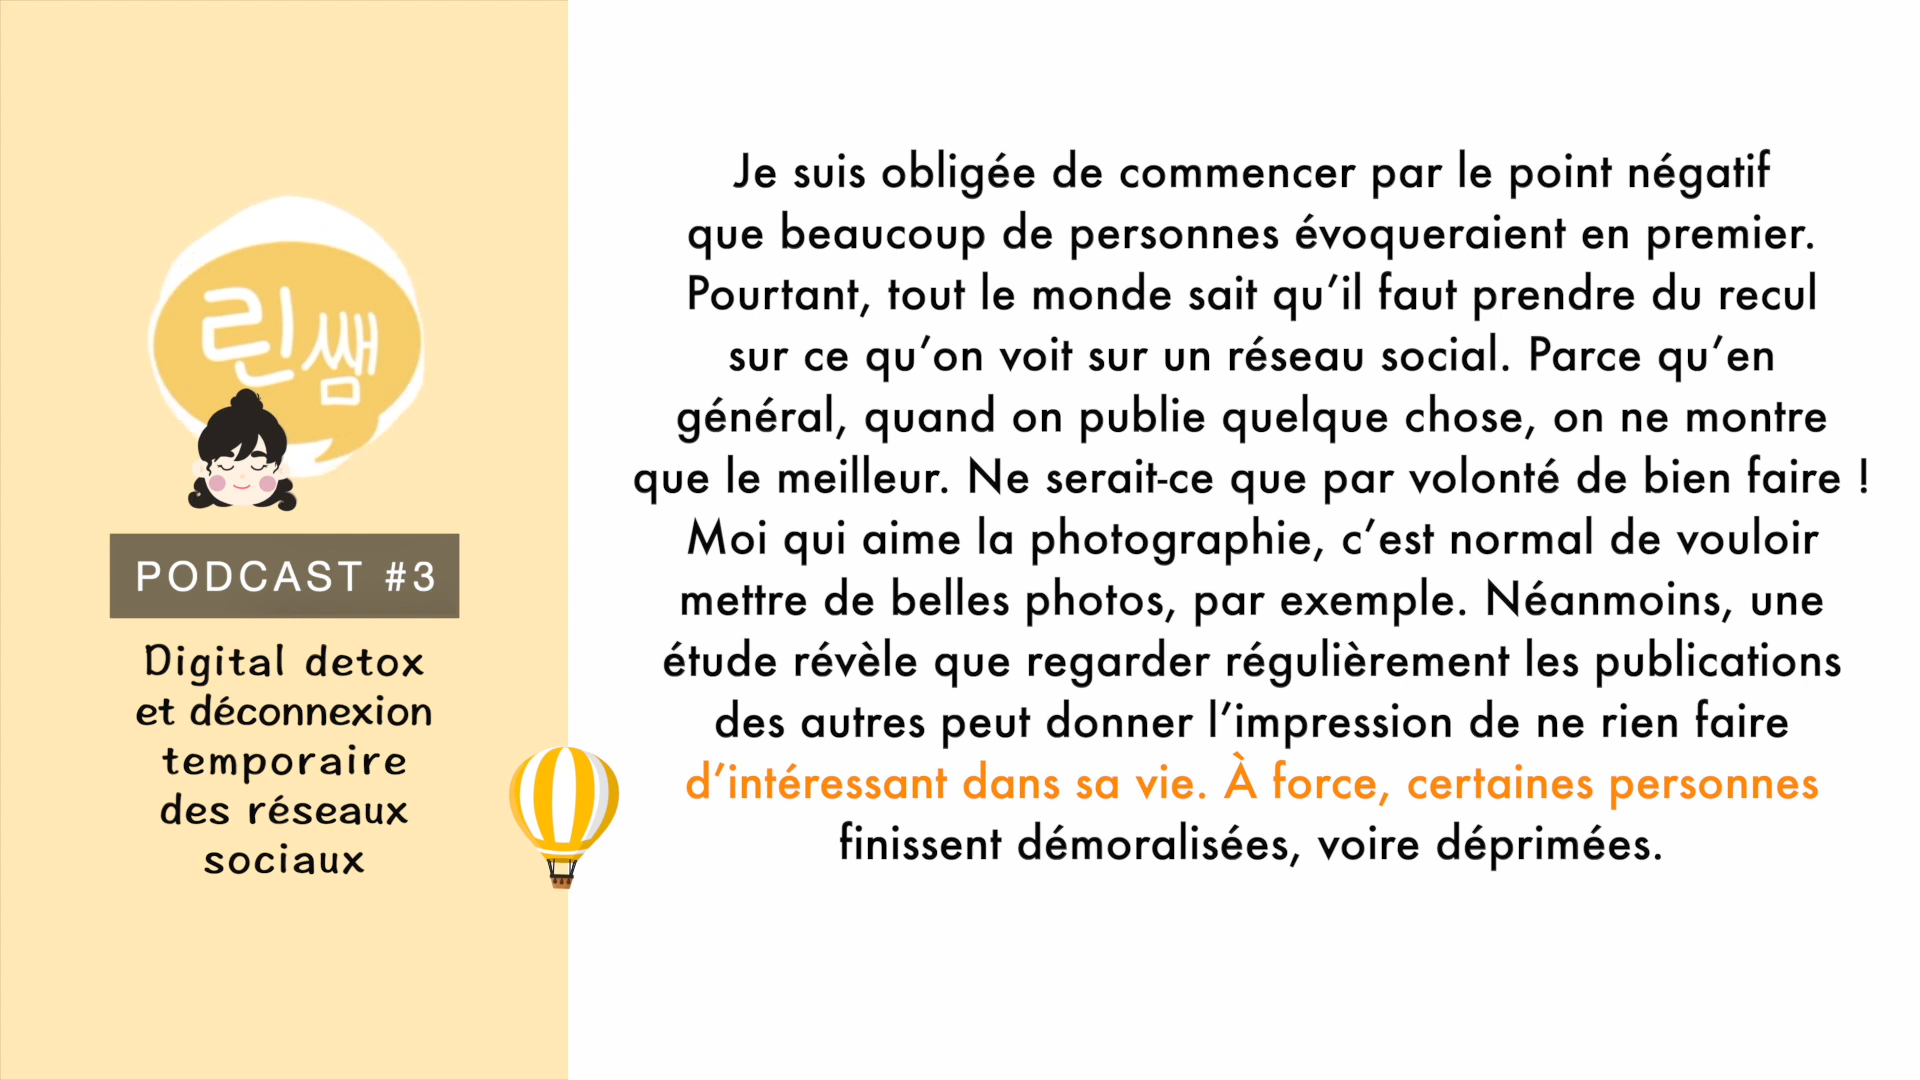 린쌤
PODCAST #3
Digital detox
et déconnexion
temporaire
des réseaux
sociaux
Je suis obligée de commencer par le point négatif
que beaucoup de personnes évoqueraient en premier.
Pourtant, tout le monde sait qu’il faut prendre du recul
sur ce qu’on voit sur un réseau social. Parce qu’en
général, quand on publie quelque chose, on ne montre
que le meilleur. Ne serait-ce que par volonté de bien faire !
Moi qui aime la photographie, c’est normal de vouloir
mettre de belles photos, par exemple. Néanmoins, une
étude révèle que regarder régulièrement les publications
des autres peut donner l’impression de ne rien faire
d’intéressant dans sa vie. À force, certaines personnes
finissent démoralisées, voire déprimées.